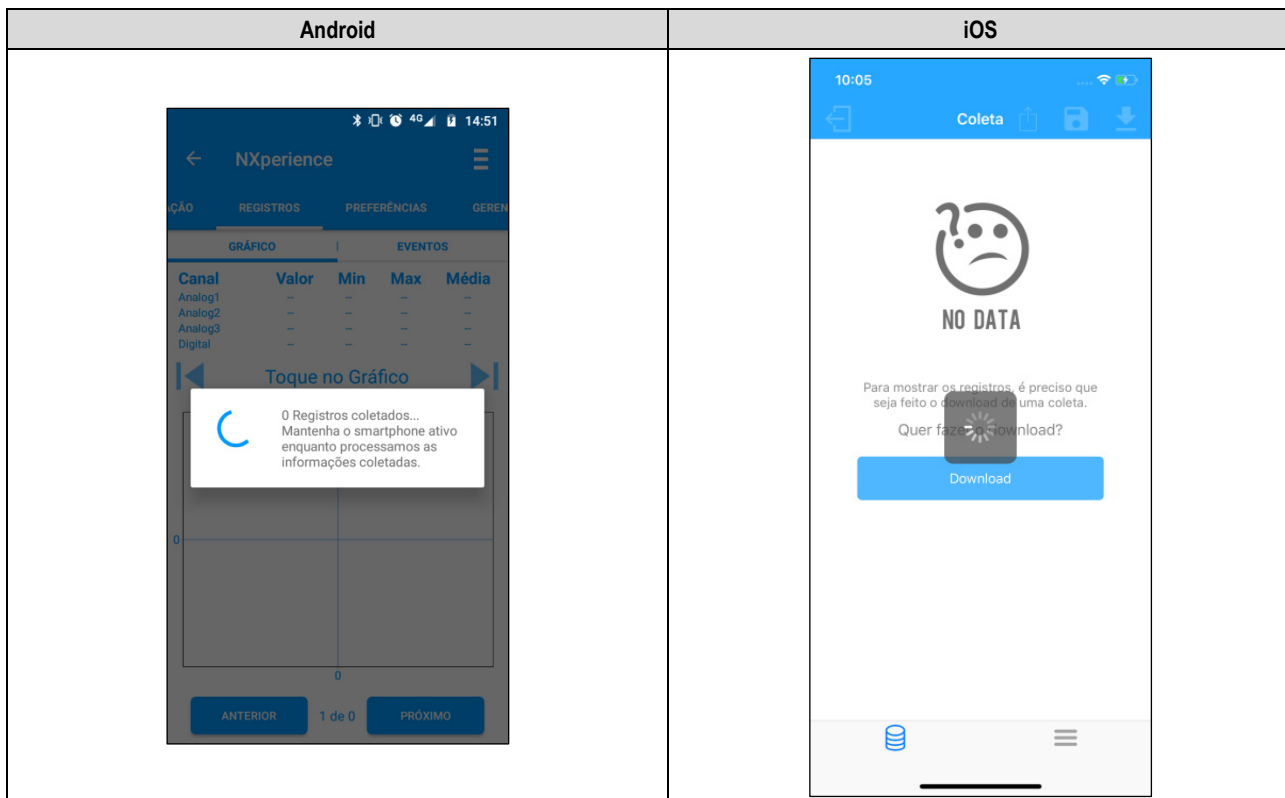 Android
iOS
4G 14:51
NXperience
AÇÃO REGISTROS PREFERÊNCIAS GEREN
GRÁFICO | EVENTOS
Canal Valor Min Max Média
Analog1 -- -- -- --
Analog2 -- -- -- --
Analog3 -- -- -- --
Digital -- -- -- --
Toque no Gráfico
0 Registros coletados...
Mantenha o smartphone ativo
enquanto processamos as
informações coletadas.
0
0
ANTERIOR 1 de 0 PRÓXIMO
10:05
Coleta
NO DATA
Para mostrar os registros, é preciso que
seja feito o download de uma coleta.
Quer fazer o download?
Download